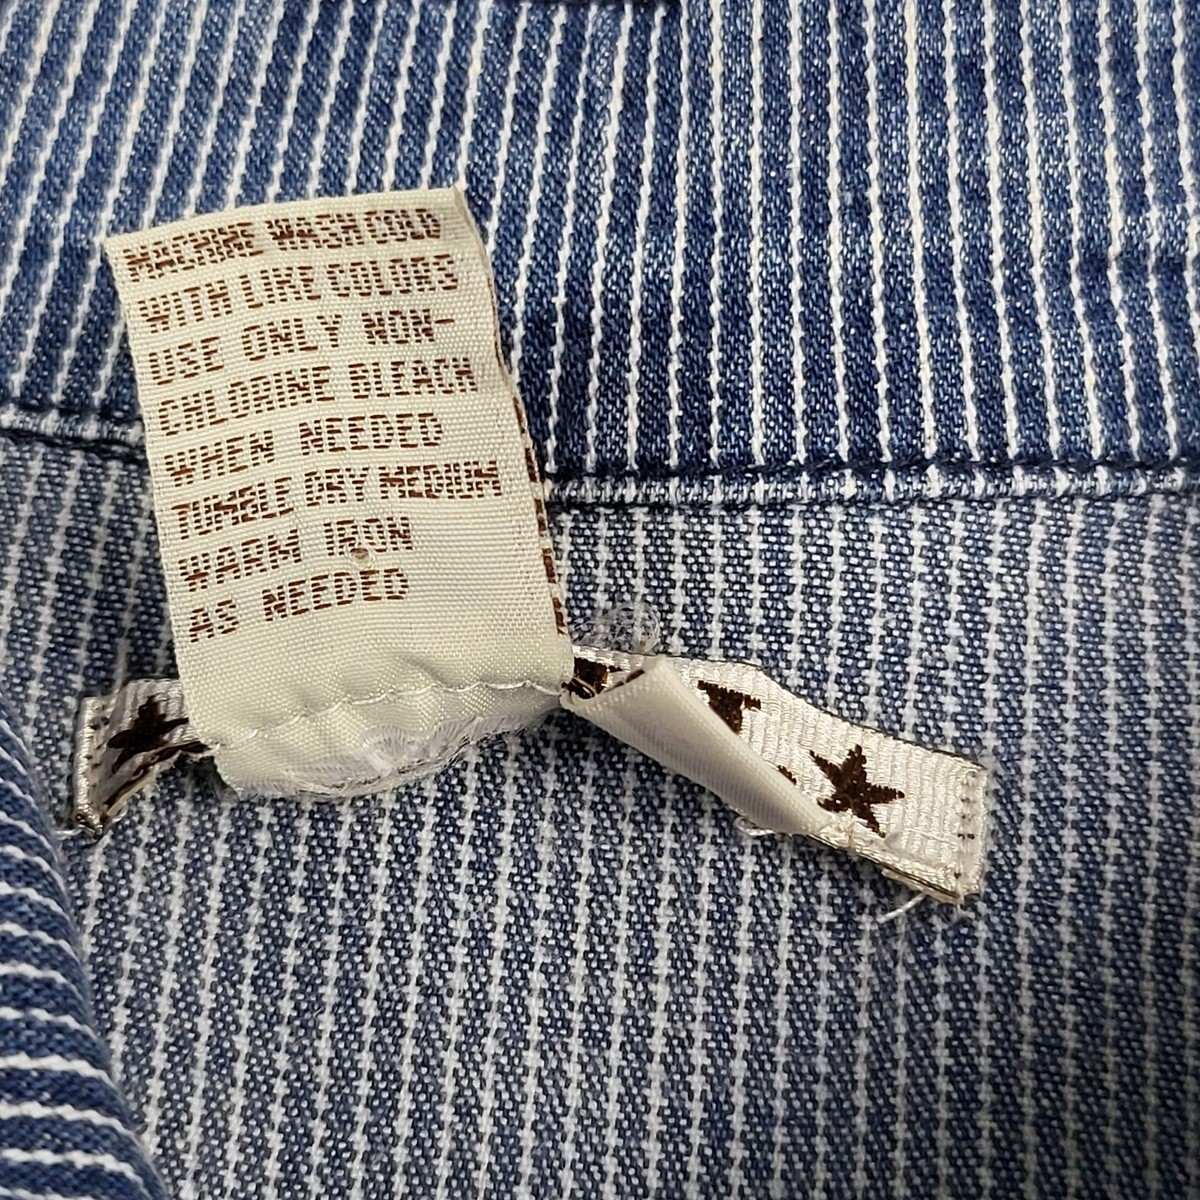 MACHINE WASH COLD
WITH LIKE COLORS
USE ONLY NON-
CHLORINE BLEACH
WHEN NEEDED
TUMBLE DRY MEDIUM
WARM IRON
AS NEEDED